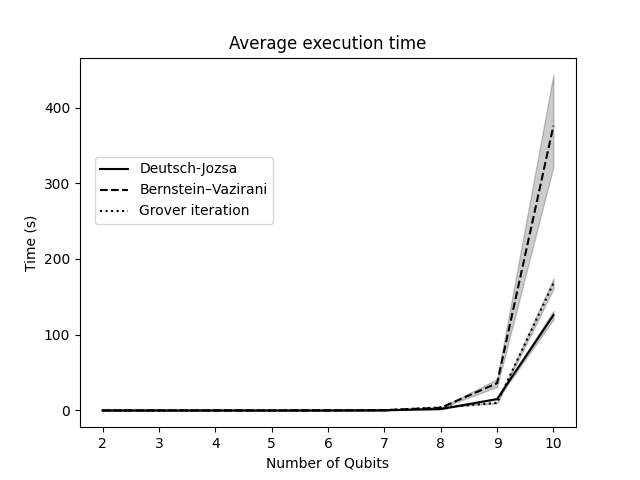 Average execution time
Time (s)
400
300
200
100
0
Deutsch-Jozsa
Bernstein–Vazirani
Grover iteration
2 3 4 5 6 7 8 9 10
Number of Qubits